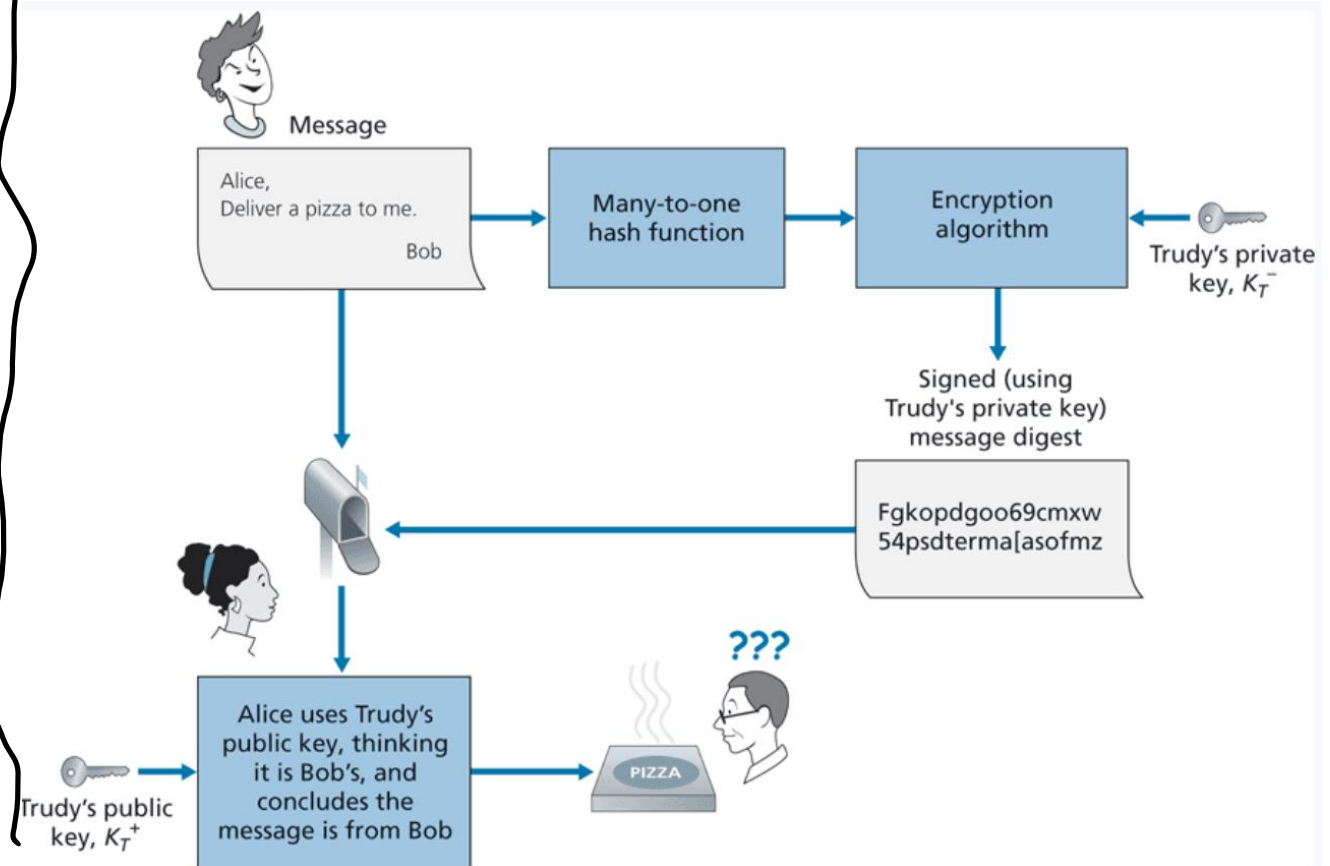 Message
Alice,
Deliver a pizza to me.
Bob
Many-to-one
hash function
Encryption
algorithm
Trudy's private
key, K_T^-
Signed (using
Trudy's private key)
message digest
Fgkopdgoo69cmxw
54psdterma[asofmz
???
Alice uses Trudy's
public key, thinking
it is Bob's, and
concludes the
message is from Bob
PIZZA
Trudy's public
key, K_T^+